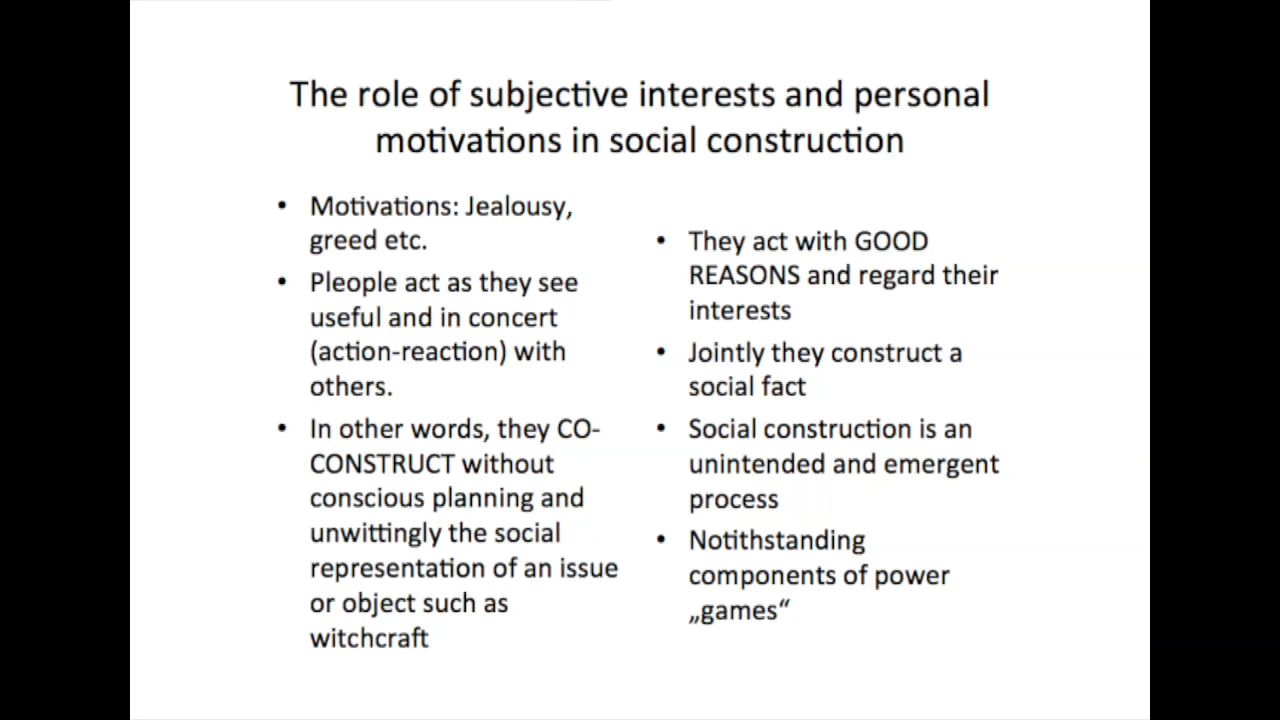 The role of subjective interests and personal
motivations in social construction
• Motivations: Jealousy,
greed etc.
• Pleople act as they see
useful and in concert
(action-reaction) with
others.
• In other words, they CO-
CONSTRUCT without
conscious planning and
unwittingly the social
representation of an issue
or object such as
witchcraft
• They act with GOOD
REASONS and regard their
interests
• Jointly they construct a
social fact
• Social construction is an
unintended and emergent
process
• Notithstanding
components of power
„games“